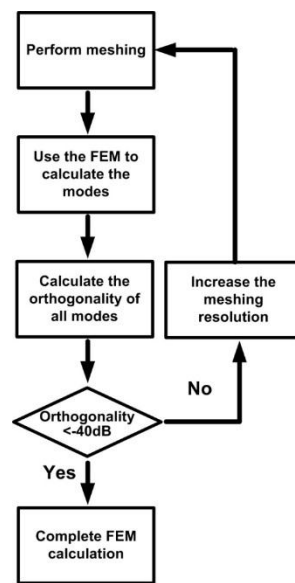 Perform meshing
Use the FEM to
calculate the
modes
Calculate the
orthogonality of
all modes
Increase the
meshing
resolution
Orthogonality
<-40dB
No
Yes
Complete FEM
calculation